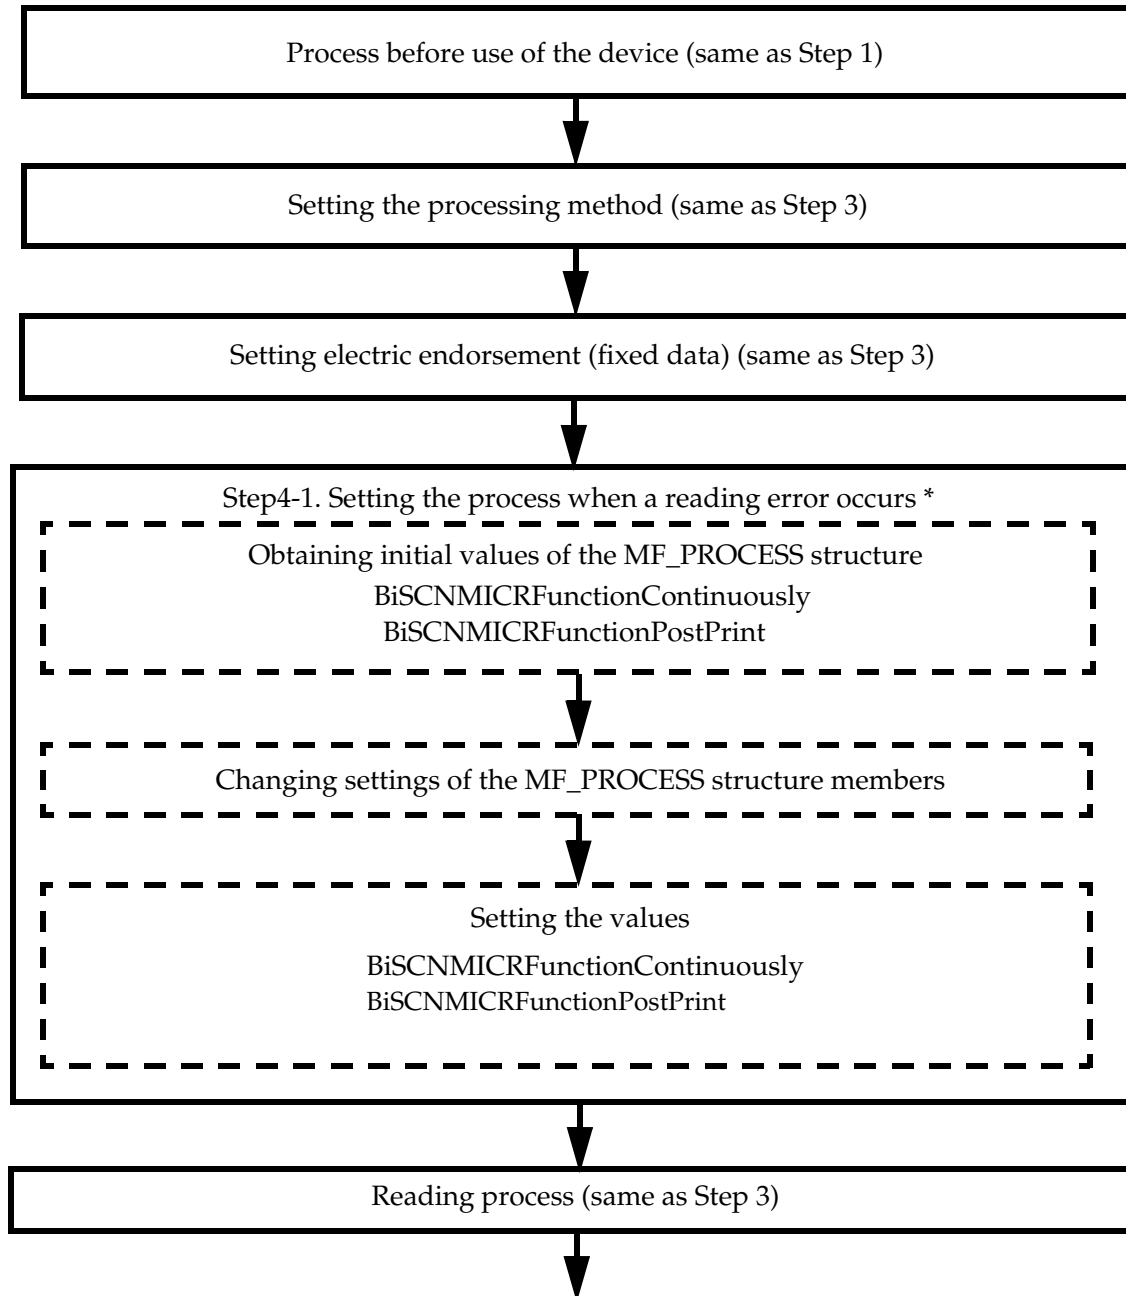 Process before use of the device (same as Step 1)
Setting the processing method (same as Step 3)
Setting electric endorsement (fixed data) (same as Step 3)
Step4-1. Setting the process when a reading error occurs *
Obtaining initial values of the MF_PROCESS structure
BiSCNMICRFunctionContinuously
BiSCNMICRFunctionPostPrint
Changing settings of the MF_PROCESS structure members
Setting the values
BiSCNMICRFunctionContinuously
BiSCNMICRFunctionPostPrint
Reading process (same as Step 3)